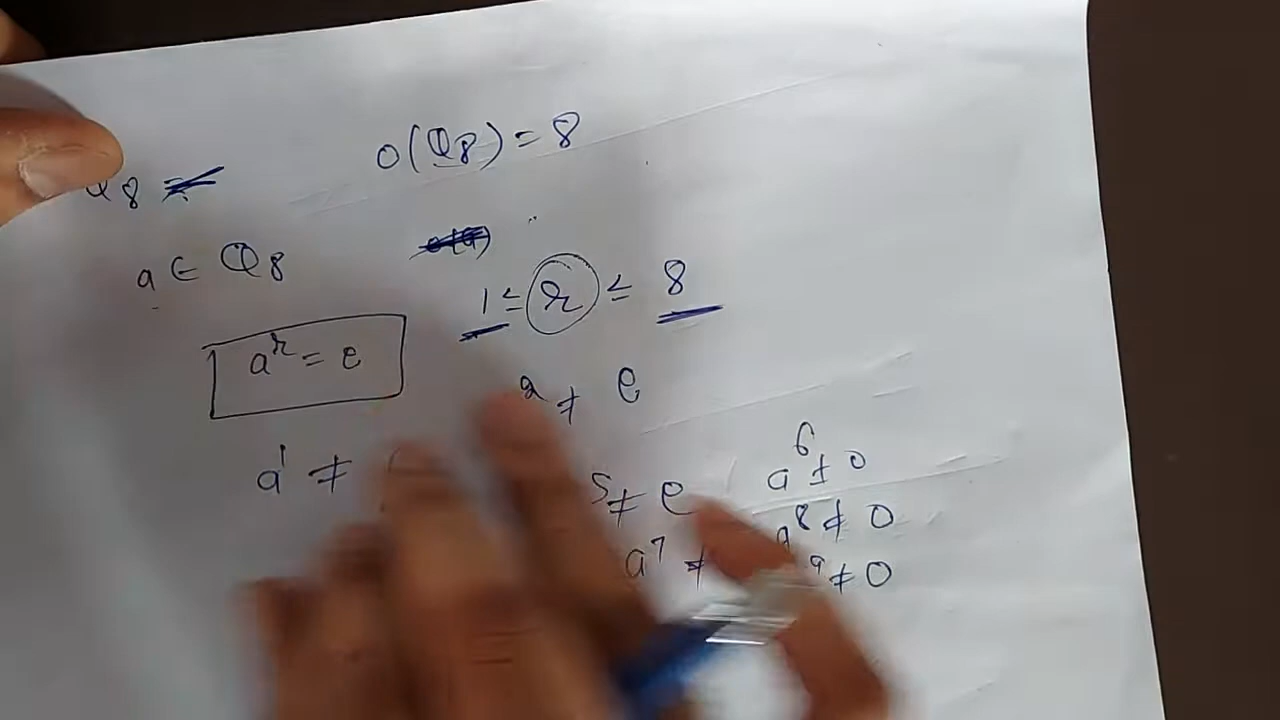 o(Q8) = 8
Q8 =
a ∈ Q8
1 ≤ r ≤ 8
a^r = e
a ≠ e
a^1 ≠
5 ≠ e
a^6 ≠ 0
a^7 ≠
a^8 ≠ 0
9 ≠ 0